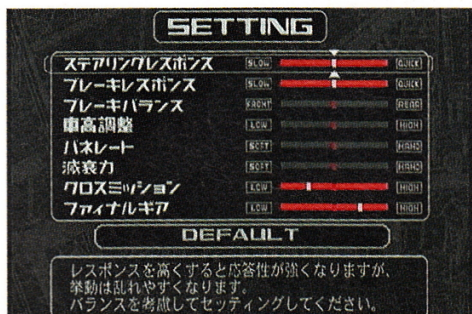 SETTING
ステアリングレスポンス SLOW QUICK
ブレーキレスポンス SLOW QUICK
ブレーキバランス FRONT REAR
車高調整 LOW HIGH
バネレート SOFT HARD
減衰力 SOFT HARD
クロスミッション LOW HIGH
ファイナルギア LOW HIGH
DEFAULT
レスポンスを高くすると応答性が強くなりますが、
挙動は乱れやすくなります。
バランスを考慮してセッティングしてください。